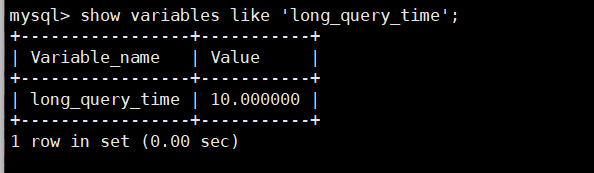 mysql> show variables like 'long_query_time';
+-----------------+-----------+
| Variable_name   | Value     |
+-----------------+-----------+
| long_query_time | 10.000000 |
+-----------------+-----------+
1 row in set (0.00 sec)